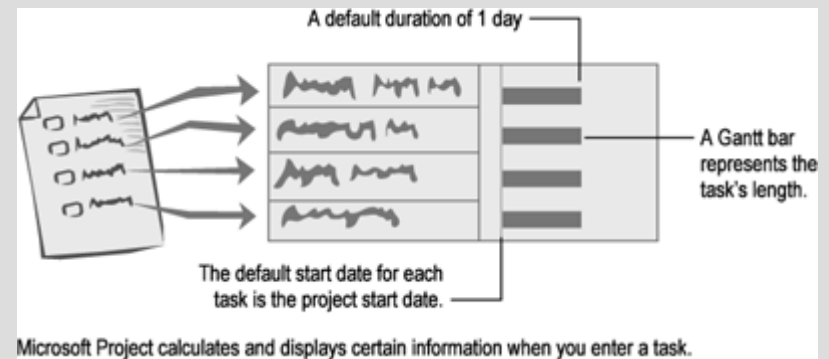 A default duration of 1 day
A Gantt bar
represents the
task's length.
The default start date for each
task is the project start date.
Microsoft Project calculates and displays certain information when you enter a task.